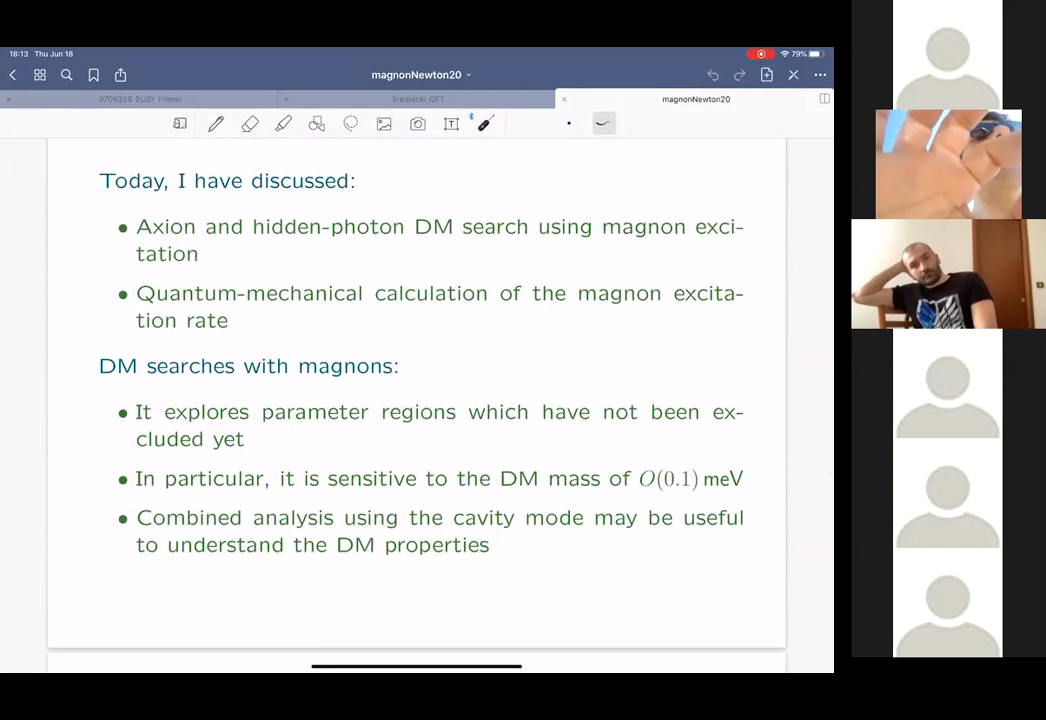 18:13 Thu Jun 18
79%
magnonNewton20
9709356 SUSY Primer
Srednicki_QFT
magnonNewton20
Today, I have discussed:
• Axion and hidden-photon DM search using magnon exci-
tation
• Quantum-mechanical calculation of the magnon excita-
tion rate
DM searches with magnons:
• It explores parameter regions which have not been ex-
cluded yet
• In particular, it is sensitive to the DM mass of O(0.1) meV
• Combined analysis using the cavity mode may be useful
to understand the DM properties